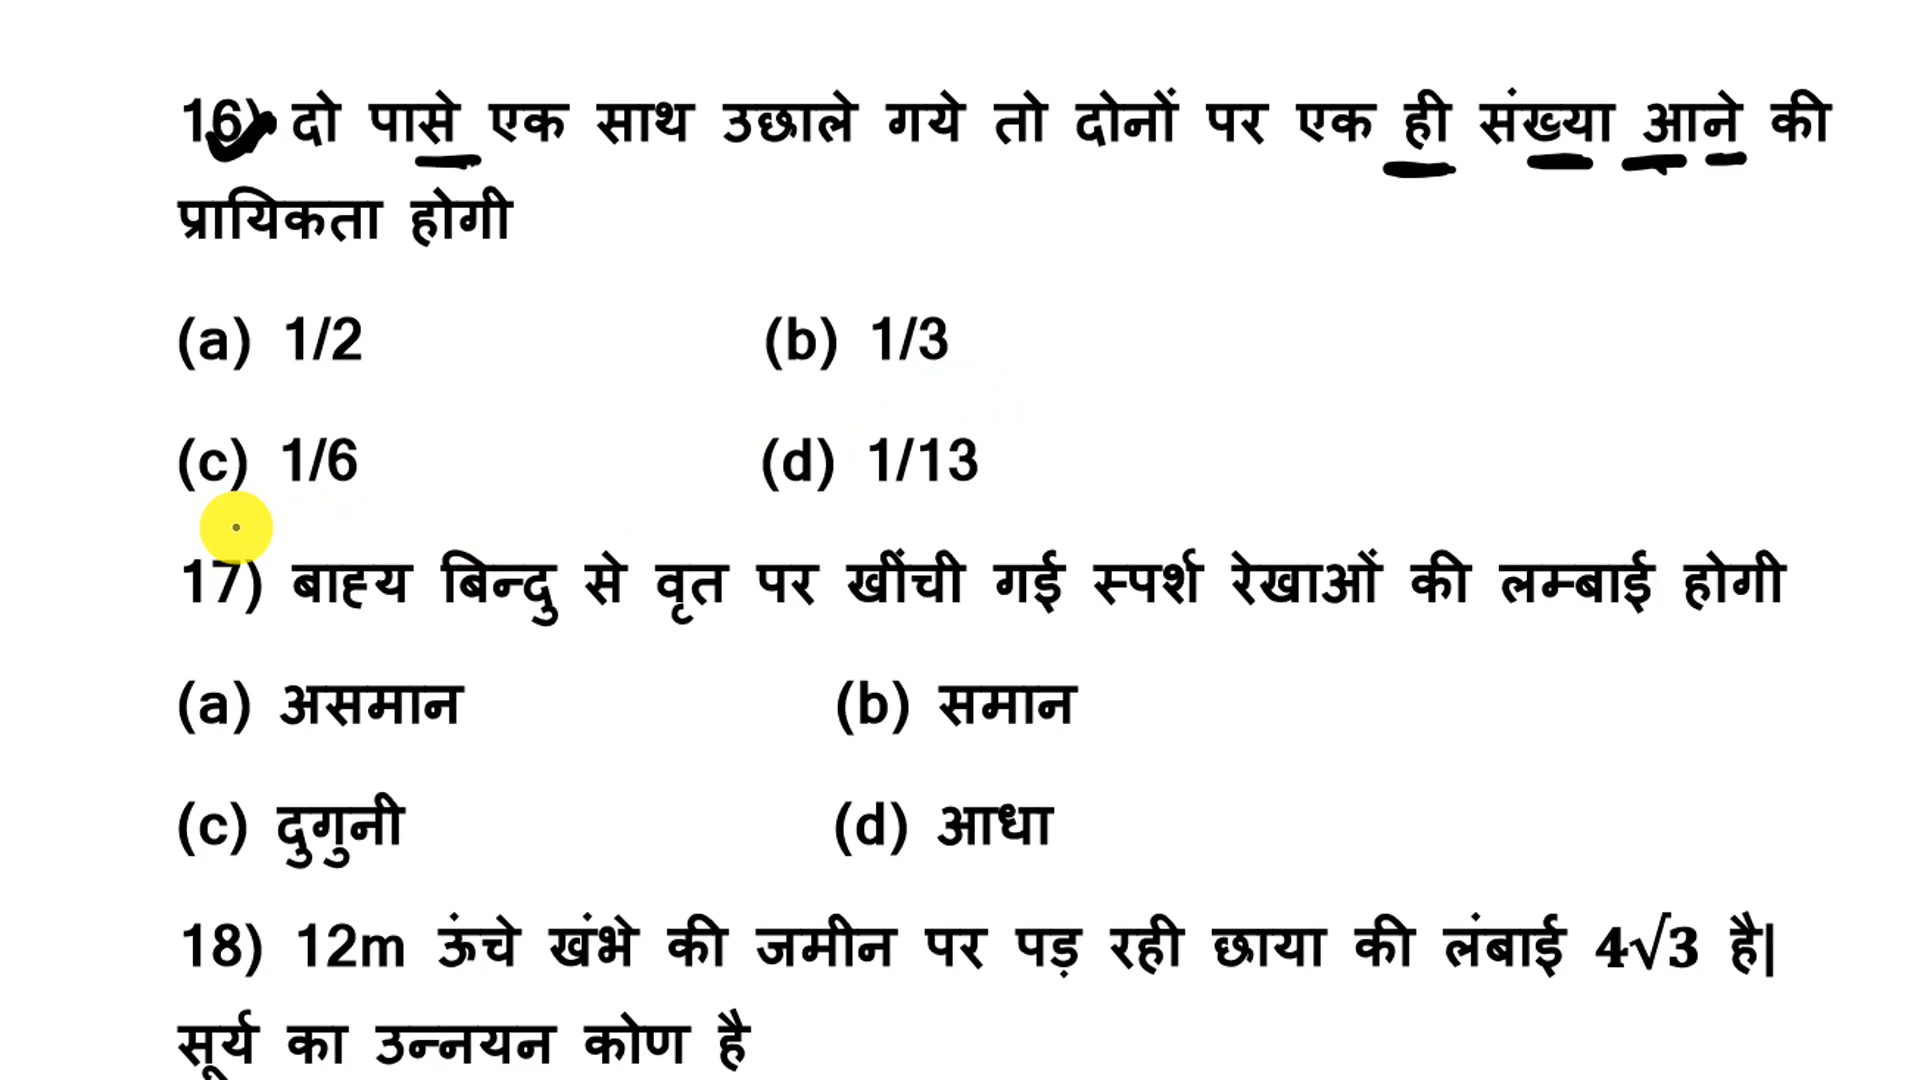 16) दो पासे एक साथ उछाले गये तो दोनों पर एक ही संख्या आने की
प्रायिकता होगी
(a) 1/2 (b) 1/3
(c) 1/6 (d) 1/13
17) बाह्य बिन्दु से वृत पर खींची गई स्पर्श रेखाओं की लम्बाई होगी
(a) असमान (b) समान
(c) दुगुनी (d) आधा
18) 12m ऊंचे खंभे की जमीन पर पड़ रही छाया की लंबाई 4√3 है|
सूर्य का उन्नयन कोण है